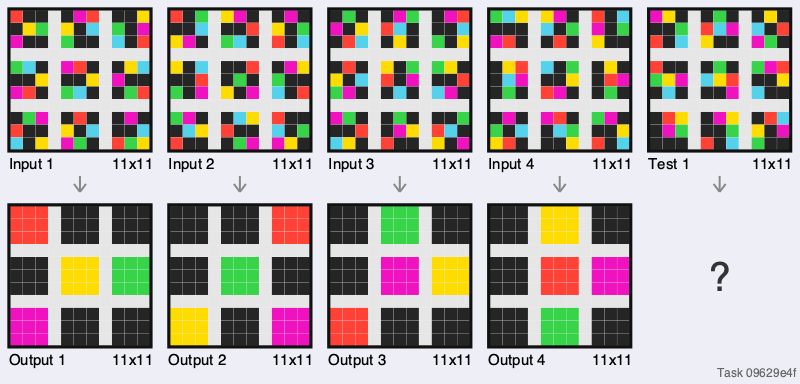 Input 1 11x11 Input 2 11x11 Input 3 11x11 Input 4 11x11 Test 1 11x11
?
Output 1 11x11 Output 2 11x11 Output 3 11x11 Output 4 11x11
Task 09629e4f